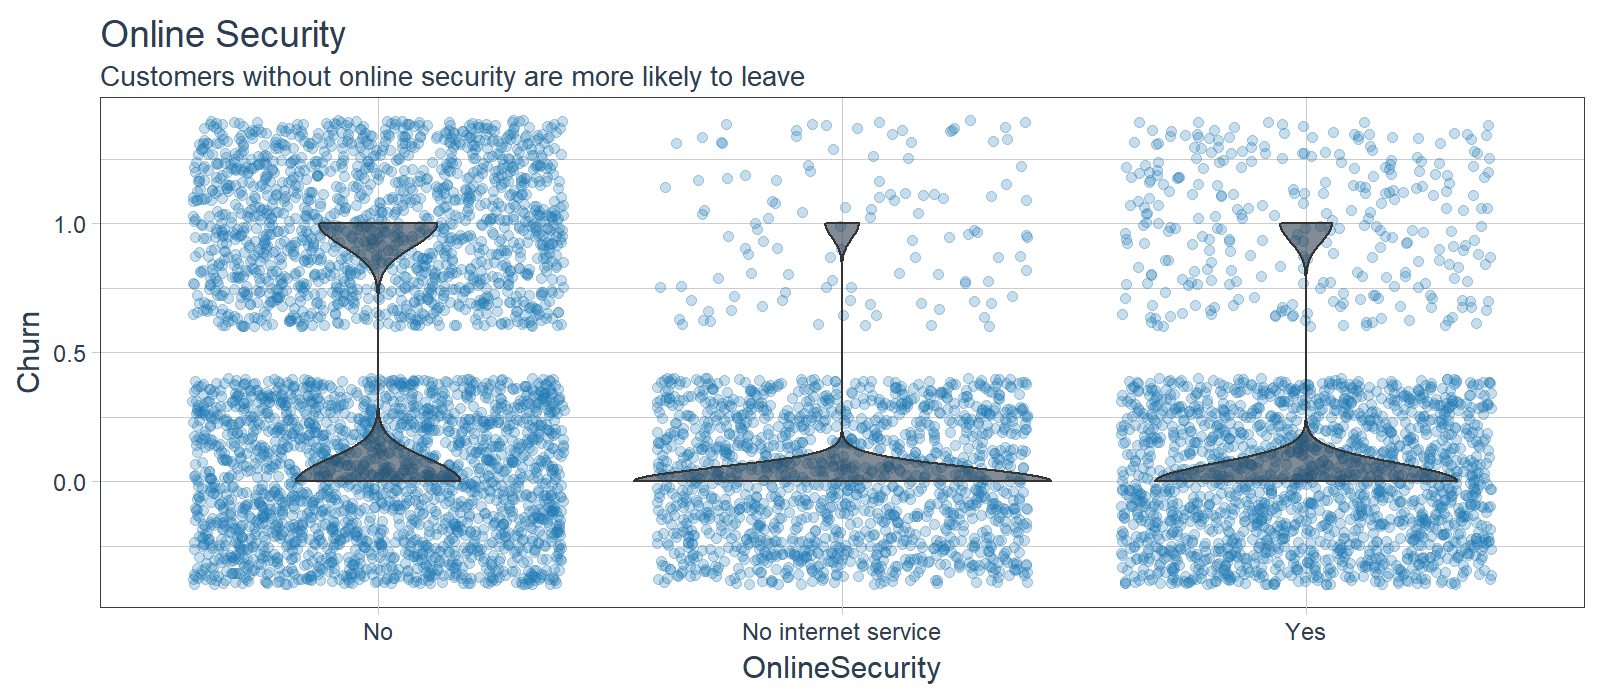 Online Security
Customers without online security are more likely to leave
Churn
1.0
0.5
0.0
No
No internet service
Yes
OnlineSecurity